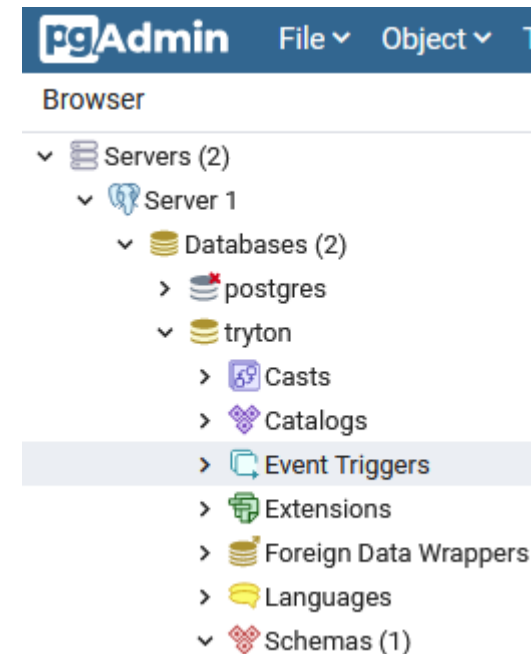 pgAdmin File Object
Browser
Servers (2)
Server 1
Databases (2)
postgres
tryton
Casts
Catalogs
Event Triggers
Extensions
Foreign Data Wrappers
Languages
Schemas (1)